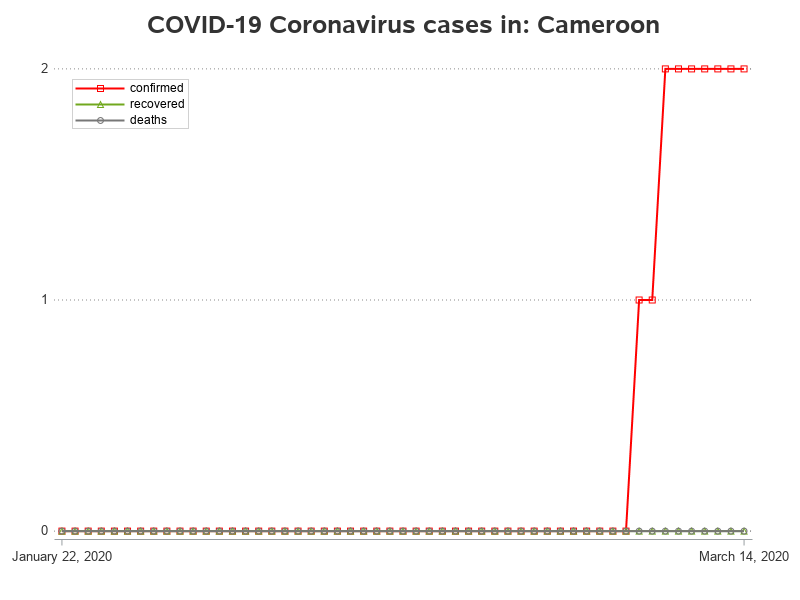 COVID-19 Coronavirus cases in: Cameroon
2
confirmed
recovered
deaths
1
0
January 22, 2020
March 14, 2020